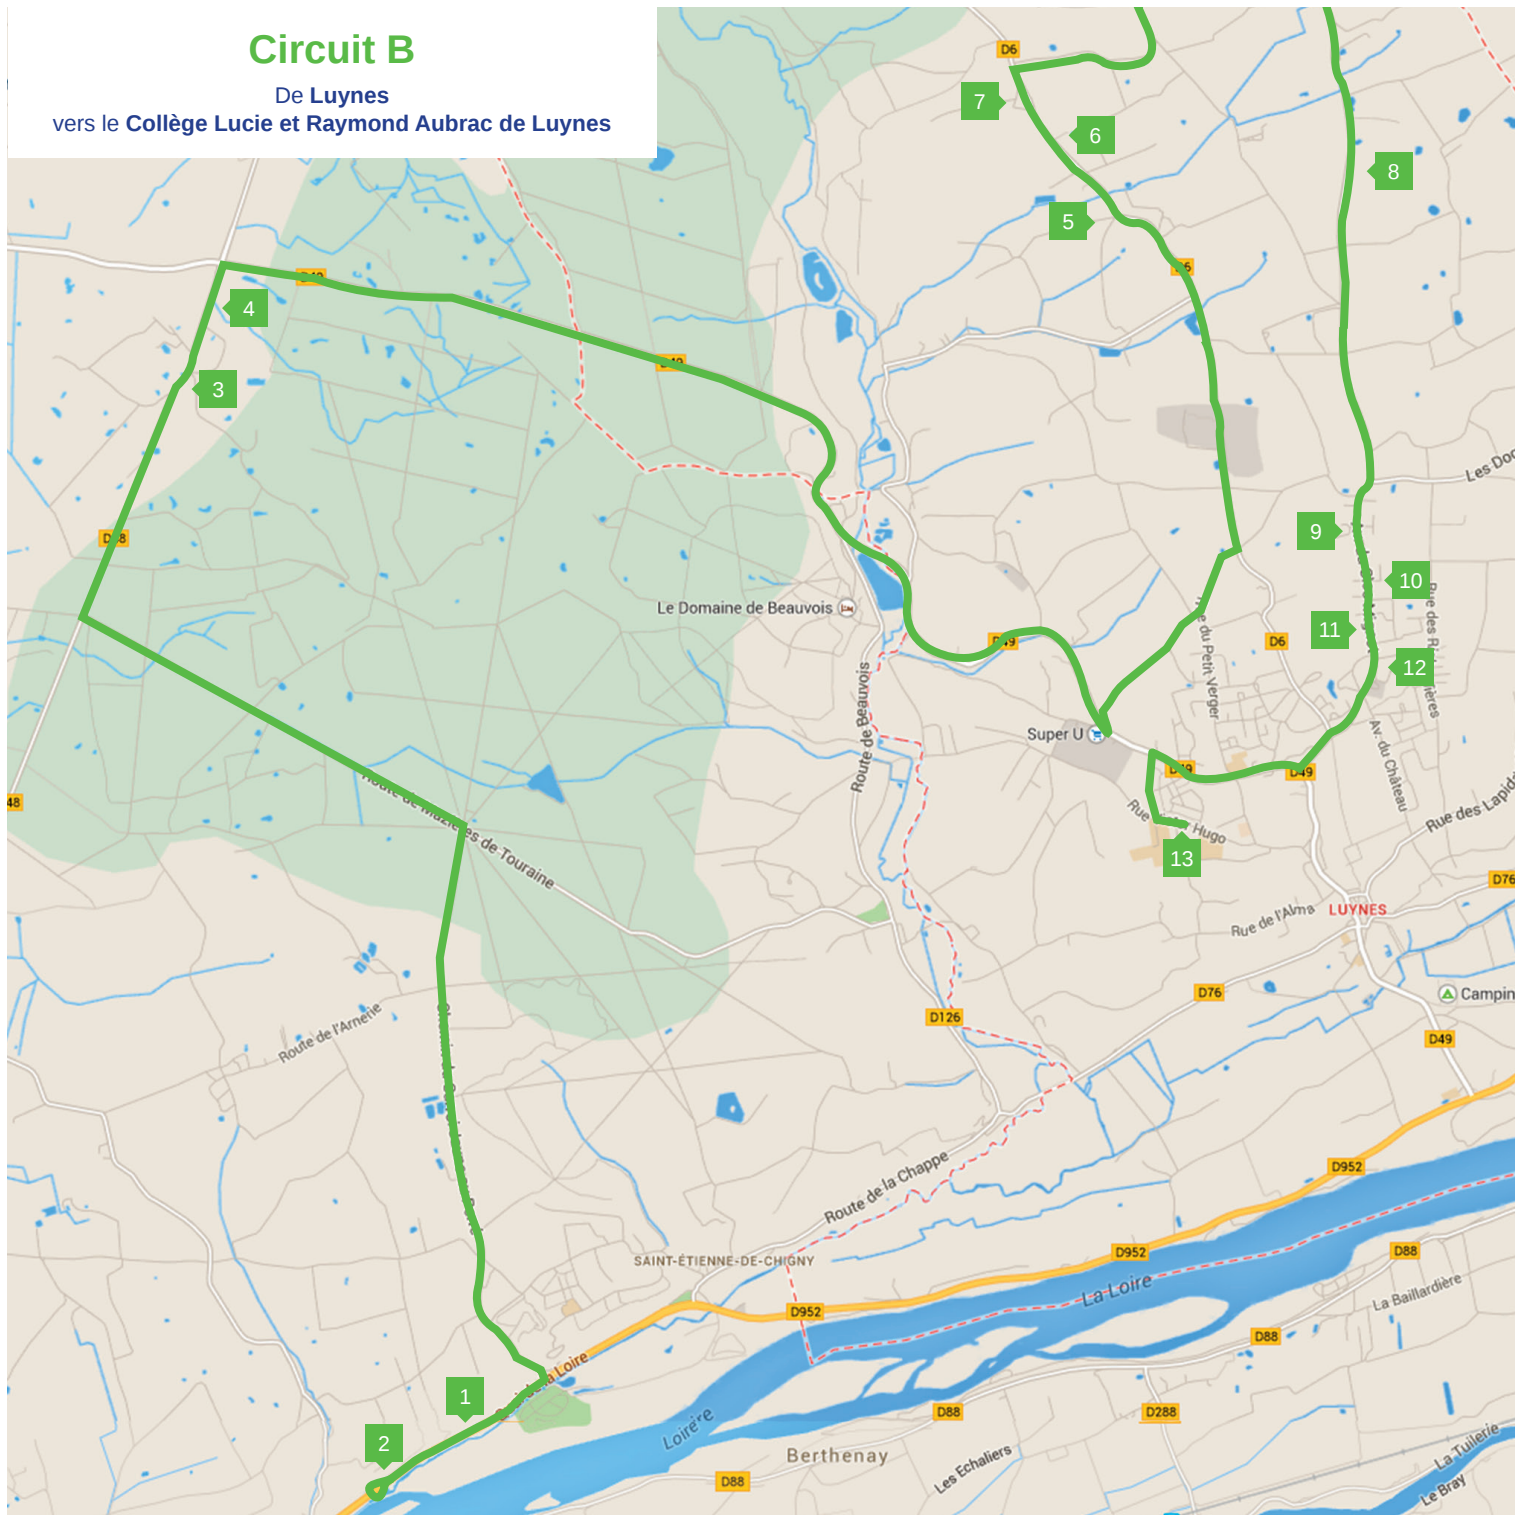 Circuit B
De Luynes
vers le Collège Lucie et Raymond Aubrac de Luynes
D6
7
6
8
5
4
3
Les
9
10
Le Domaine de Beauvois
11
D6
12
D49
Route de Beauvois
Rue des
Petit Verger
Super U
Av. du Château
48
D49
Rue
Hugo
Rue des
13
de Touraine
D76
LUYNES
Rue de l'Alma
D76
Campin
Route de l'Arnerie
D126
D49
Route de la Chappe
D952
SAINT-ÉTIENNE-DE-CHIGNY
D952
D88
La Loire
La Baillardière
D952
D88
la Loire
1
D88
D288
2
Berthenay
Les Echaliers
La Tuilerie
D88
Le Bray